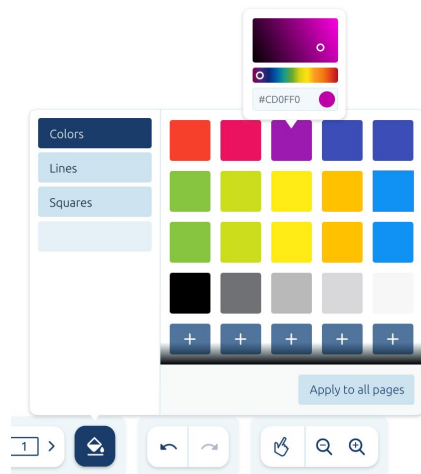 #CD0FF0
Colors
Lines
Squares
+ + + + +
Apply to all pages
1